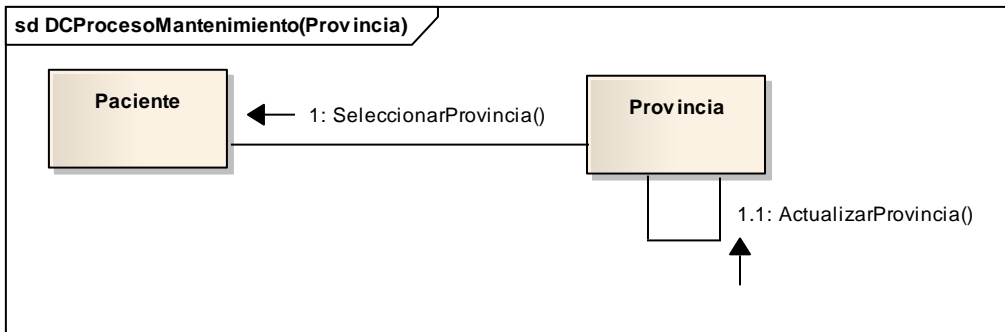 sd DCProcesoMantenimiento(Provincia)
Paciente
1: SeleccionarProvincia()
Provincia
1.1: ActualizarProvincia()